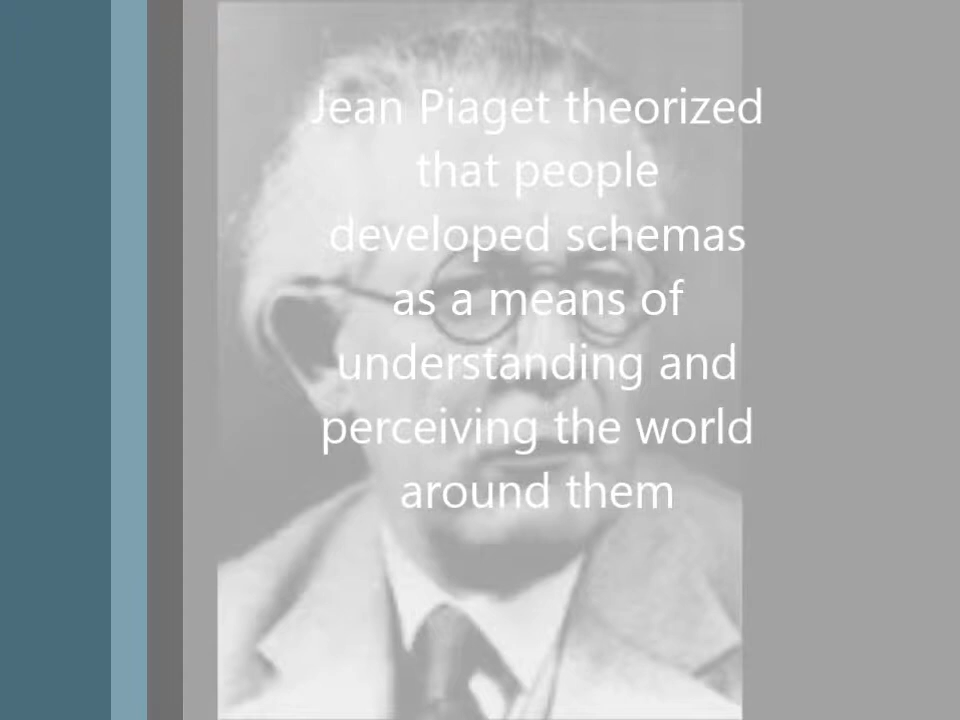 Jean Piaget theorized
that people
developed schemas
as a means of
understanding and
perceiving the world
around them